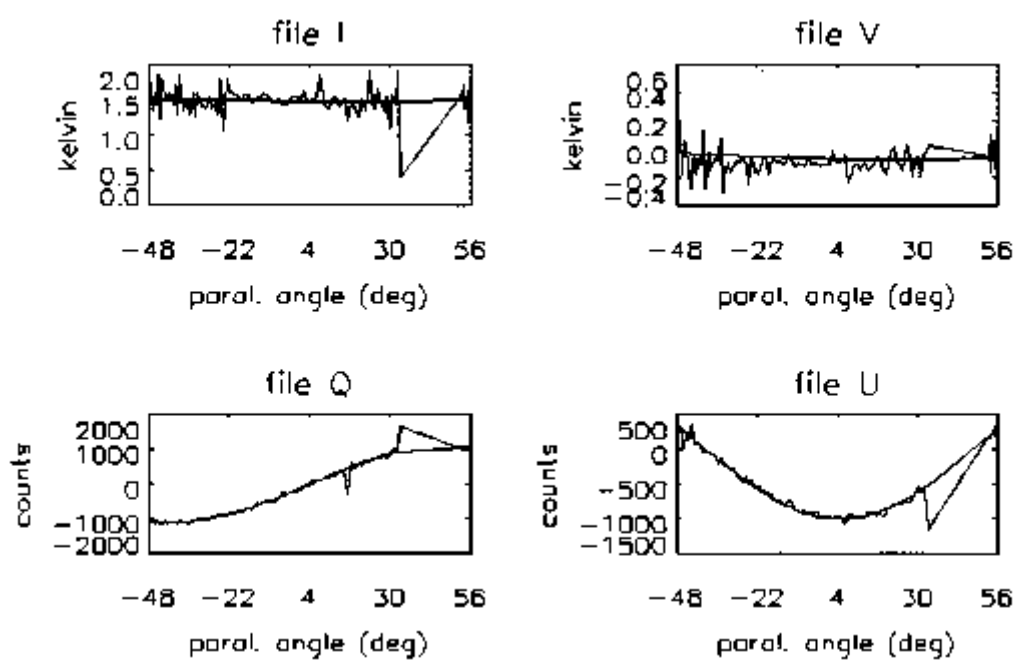 file I
file V
kelvin
2.0
1.5
1.0
0.5
0.0
kelvin
0.6
0.4
0.2
0.0
−0.2
−0.4
−48 −22 4 30 56
−48 −22 4 30 56
paral. angle (deg)
paral. angle (deg)
file Q
file U
counts
2000
1000
0
−1000
−2000
counts
500
0
−500
−1000
−1500
−48 −22 4 30 56
−48 −22 4 30 56
paral. angle (deg)
paral. angle (deg)